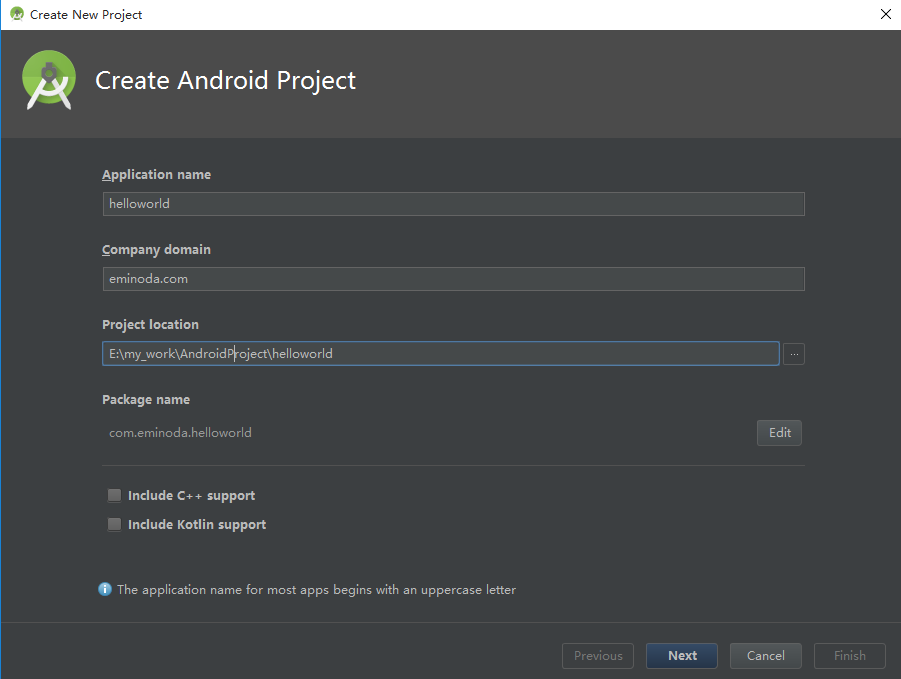 Create New Project
Create Android Project
Application name
helloworld
Company domain
eminoda.com
Project location
E:\my_work\AndroidProject\helloworld
...
Package name
com.eminoda.helloworld
Edit
Include C++ support
Include Kotlin support
The application name for most apps begins with an uppercase letter
Previous Next Cancel Finish